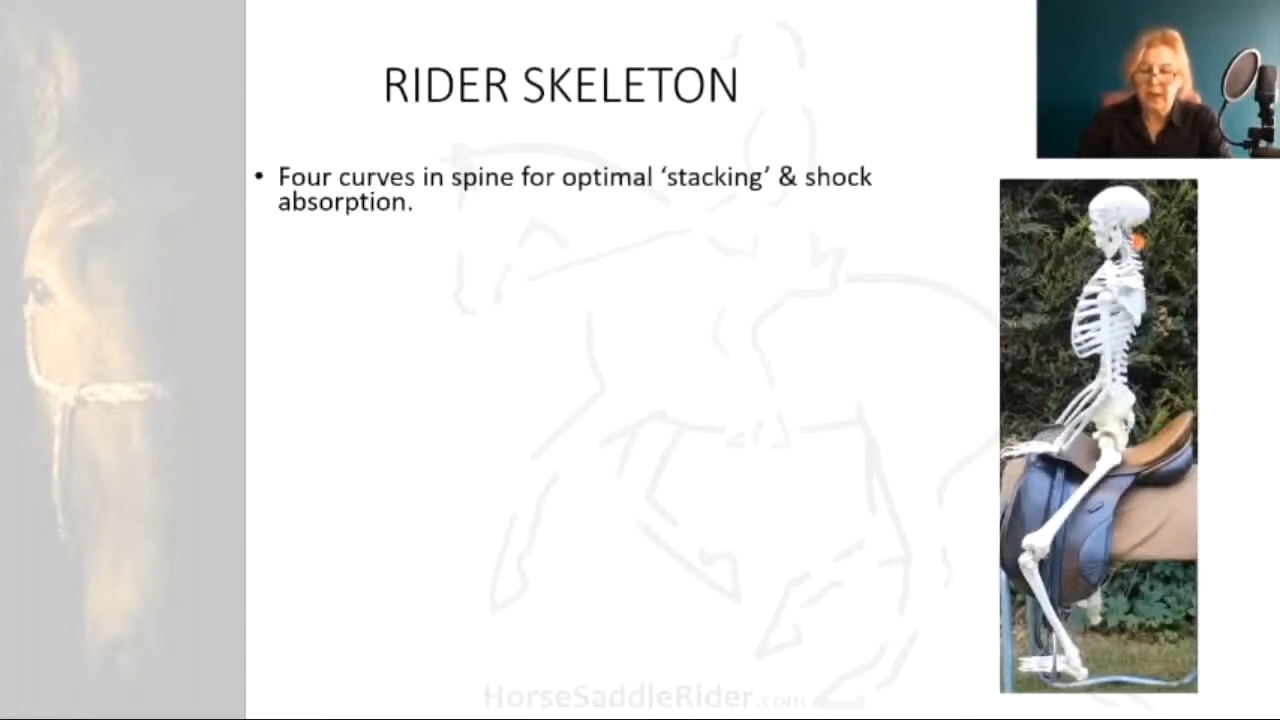 RIDER SKELETON
• Four curves in spine for optimal ‘stacking’ & shock
absorption.
HorseSaddleRider.com